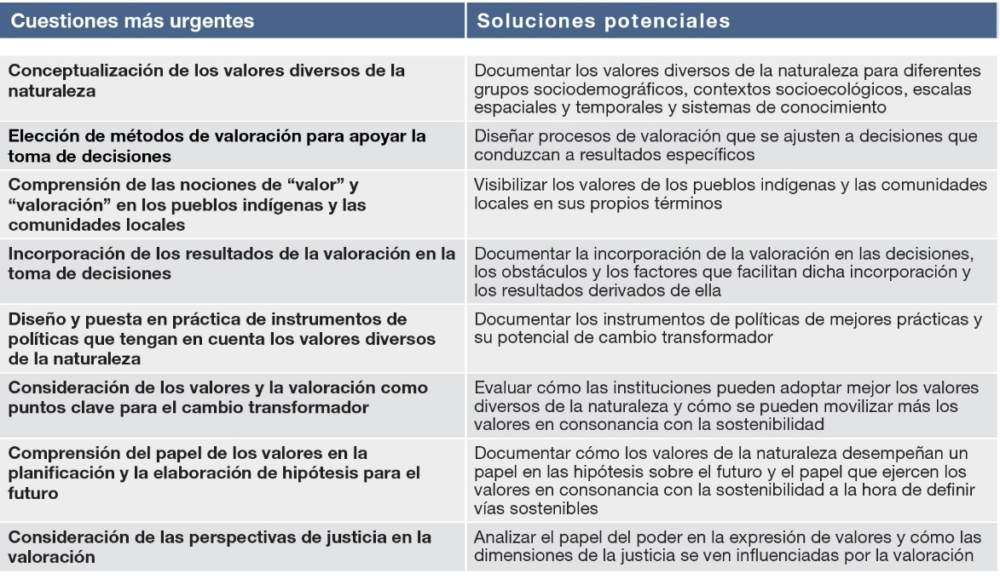 Cuestiones más urgentes
Soluciones potenciales
Conceptualización de los valores diversos de la
naturaleza
Documentar los valores diversos de la naturaleza para diferentes
grupos sociodemográficos, contextos socioecológicos, escalas
espaciales y temporales y sistemas de conocimiento
Elección de métodos de valoración para apoyar la
toma de decisiones
Diseñar procesos de valoración que se ajusten a decisiones que
conduzcan a resultados específicos
Comprensión de las nociones de “valor” y
“valoración” en los pueblos indígenas y las
comunidades locales
Visibilizar los valores de los pueblos indígenas y las comunidades
locales en sus propios términos
Incorporación de los resultados de la valoración en la
toma de decisiones
Documentar la incorporación de la valoración en las decisiones,
los obstáculos y los factores que facilitan dicha incorporación y
los resultados derivados de ella
Diseño y puesta en práctica de instrumentos de
políticas que tengan en cuenta los valores diversos
de la naturaleza
Documentar los instrumentos de políticas de mejores prácticas y
su potencial de cambio transformador
Consideración de los valores y la valoración como
puntos clave para el cambio transformador
Evaluar cómo las instituciones pueden adoptar mejor los valores
diversos de la naturaleza y cómo se pueden movilizar más los
valores en consonancia con la sostenibilidad
Comprensión del papel de los valores en la
planificación y la elaboración de hipótesis para el
futuro
Documentar cómo los valores de la naturaleza desempeñan un
papel en las hipótesis sobre el futuro y el papel que ejercen los
valores en consonancia con la sostenibilidad a la hora de definir
vías sostenibles
Consideración de las perspectivas de justicia en la
valoración
Analizar el papel del poder en la expresión de valores y cómo las
dimensiones de la justicia se ven influenciadas por la valoración